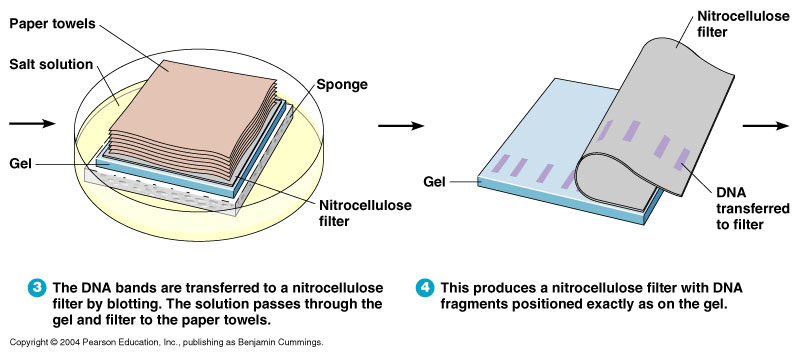 Paper towels
Salt solution
Sponge
Gel
Nitrocellulose
filter
Nitrocellulose
filter
Gel
DNA
transferred
to filter
3 The DNA bands are transferred to a nitrocellulose
filter by blotting. The solution passes through the
gel and filter to the paper towels.
4 This produces a nitrocellulose filter with DNA
fragments positioned exactly as on the gel.
Copyright © 2004 Pearson Education, Inc., publishing as Benjamin Cummings.